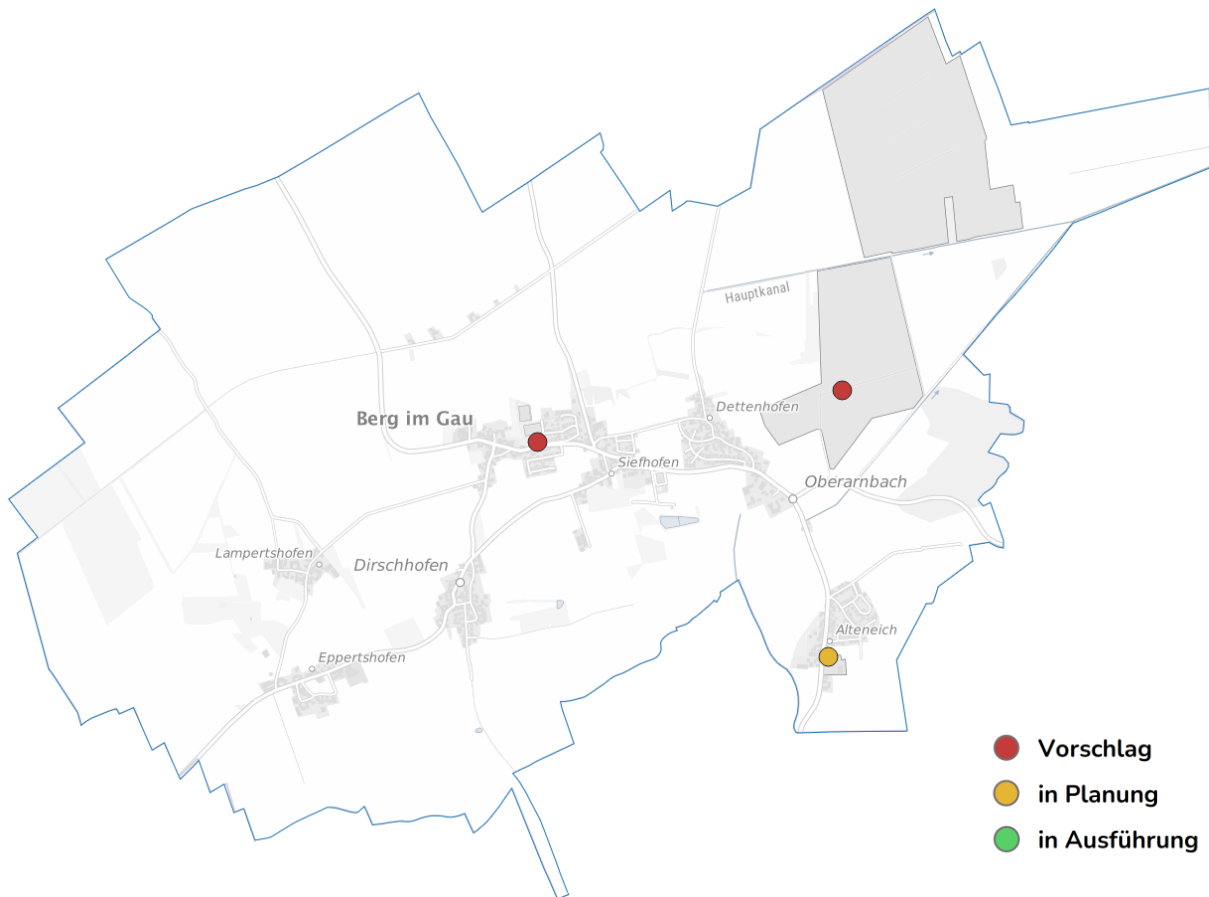 Hauptkanal
Dettenhofen
Berg im Gau
Siefhofen
Oberarnbach
Lampertshofen
Dirschhofen
Alteneich
Eppertshofen
Vorschlag
in Planung
in Ausführung